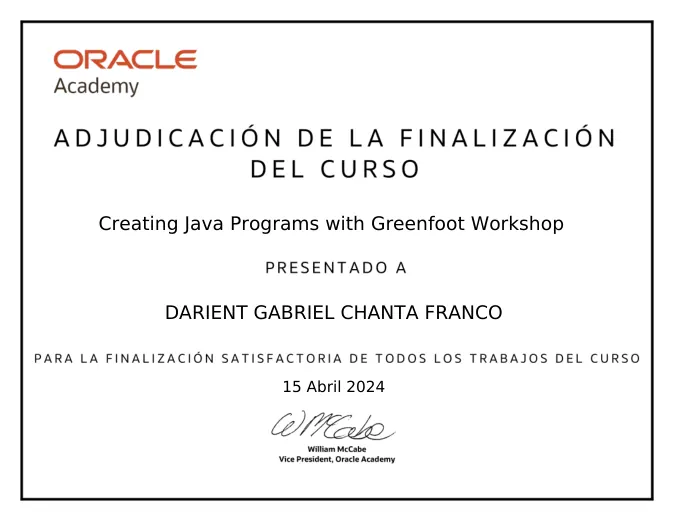 ORACLE
Academy
ADJUDICACIÓN DE LA FINALIZACIÓN
DEL CURSO
Creating Java Programs with Greenfoot Workshop
PRESENTADO A
DARIENT GABRIEL CHANTA FRANCO
PARA LA FINALIZACIÓN SATISFACTORIA DE TODOS LOS TRABAJOS DEL CURSO
15 Abril 2024
WMcCabe
William McCabe
Vice President, Oracle Academy